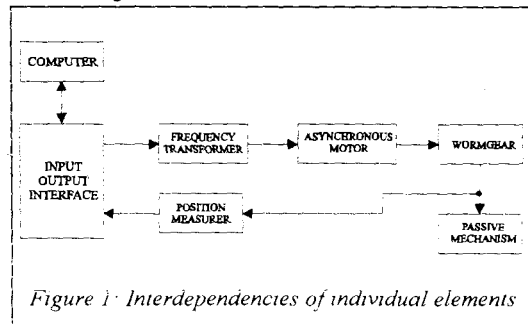 COMPUTER
INPUT
OUTPUT
INTERFACE
FREQUENCY
TRANSFORMER
ASYNCHRONOUS
MOTOR
WORMGEAR
POSITION
MEASURER
PASSIVE
MECHANISM
Figure 1: Interdependencies of individual elements